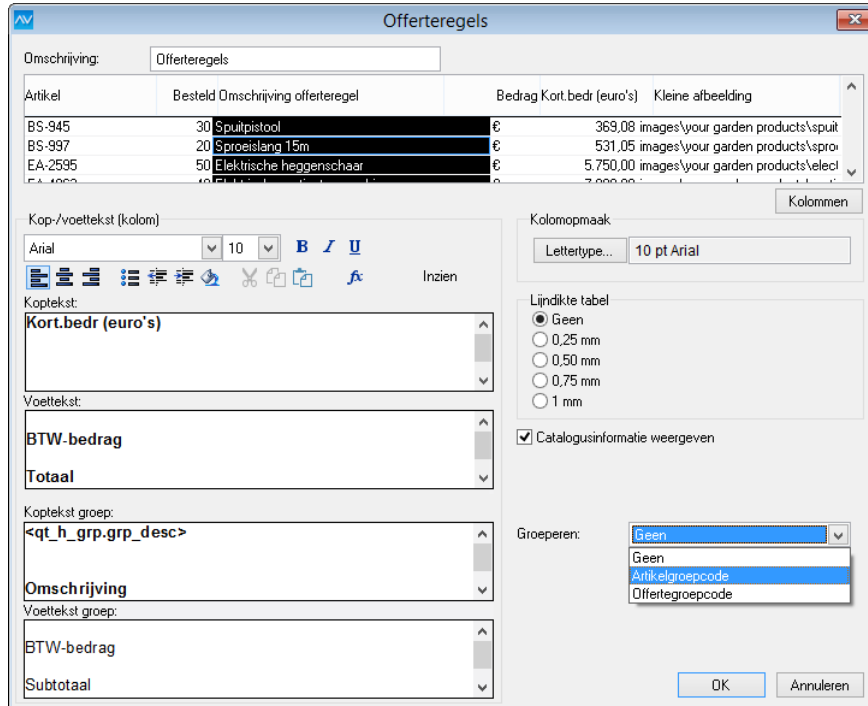 Offerteregels
Omschrijving: Offerteregels
Artikel Besteld Omschrijving offerteregel Bedrag Kort.bedr (euro's) Kleine afbeelding
BS-945 30 Spuitpistool € 369,08 images\your garden products\spuit
BS-997 20 Sproeislang 15m € 531,05 images\your garden products\sproe
EA-2595 50 Elektrische heggenschaar € 5.750,00 images\your garden products\elect
Kolommen
Kop-/voettekst (kolom)
Arial 10 B I U
fx Inzien
Koptekst:
Kort.bedr (euro's)
Voettekst:
BTW-bedrag
Totaal
Koptekst groep:
<qt_h_grp.grp_desc>
Omschrijving
Voettekst groep:
BTW-bedrag
Subtotaal
Kolomopmaak
Lettertype... 10 pt Arial
Lijndikte tabel
Geen
0,25 mm
0,50 mm
0,75 mm
1 mm
Catalogusinformatie weergeven
Groeperen: Geen
Geen
Artikelgroepcode
Offertegroepcode
OK Annuleren